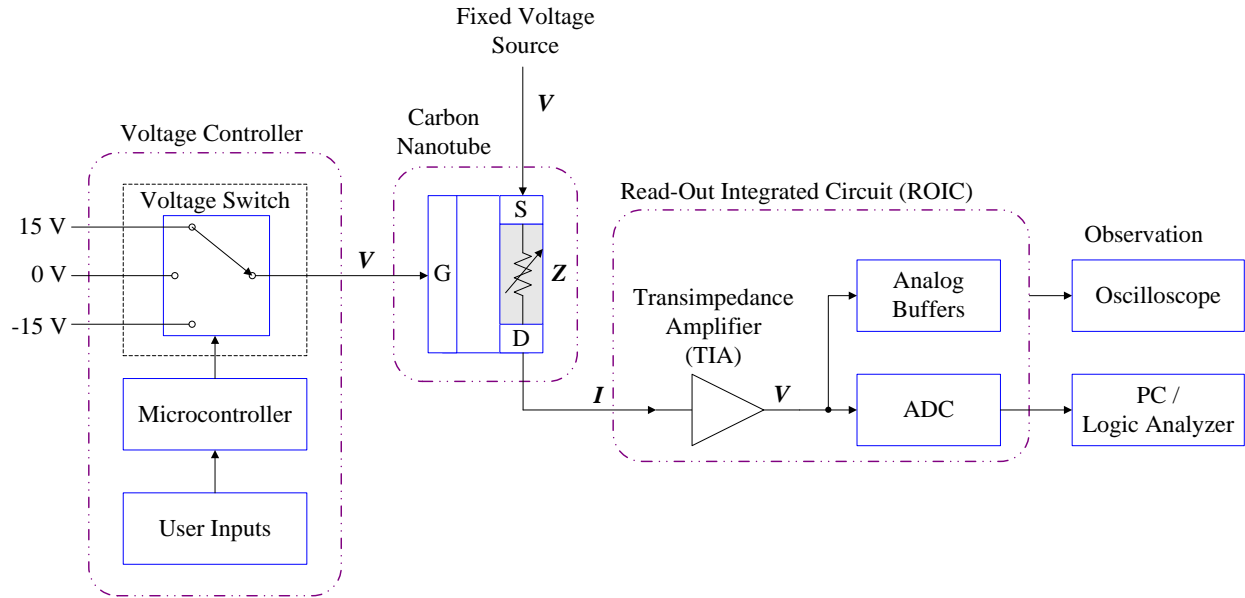 Fixed Voltage
Source
V
Carbon
Nanotube
Voltage Controller
Voltage Switch
15 V
0 V
-15 V
V
G
S
Z
D
Microcontroller
User Inputs
Read-Out Integrated Circuit (ROIC)
Transimpedance
Amplifier
(TIA)
I
V
Analog
Buffers
ADC
Observation
Oscilloscope
PC /
Logic Analyzer